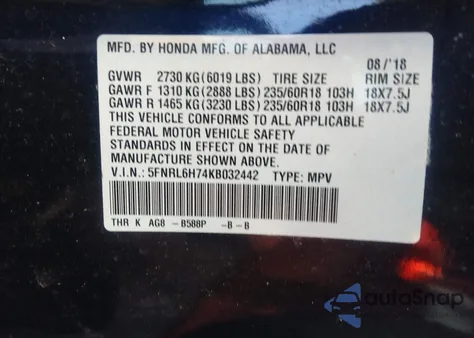 MFD. BY HONDA MFG. OF ALABAMA, LLC
08/'18
GVWR 2730 KG(6019 LBS) TIRE SIZE RIM SIZE
GAWR F 1310 KG(2888 LBS)235/60R18 103H 18X7.5J
GAWR R 1465 KG(3230 LBS)235/60R18 103H 18X7.5J
THIS VEHICLE CONFORMS TO ALL APPLICABLE
FEDERAL MOTOR VEHICLE SAFETY
STANDARDS IN EFFECT ON THE DATE OF
MANUFACTURE SHOWN ABOVE.
V.I.N.: 5FNRL6H74KB032442 TYPE: MPV
THR K AG8 -B588P -B-B
autoSnap